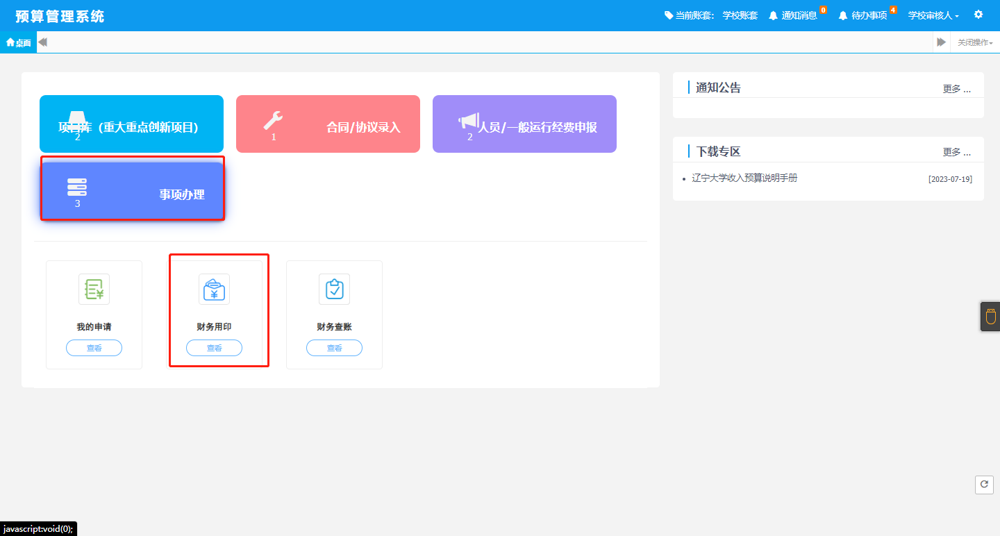 预算管理系统
当前账套： 学校账套 通知消息 0 待办事项 4 学校审核人
桌面 关闭操作
项目库（重大重点创新项目）
2
合同/协议录入
1
人员/一般运行经费申报
2
事项办理
3
我的申请
查看
财务用印
查看
财务查账
查看
通知公告 更多 ...
下载专区 更多 ...
辽宁大学收入预算说明手册 [2023-07-19]
javascript:void(0);